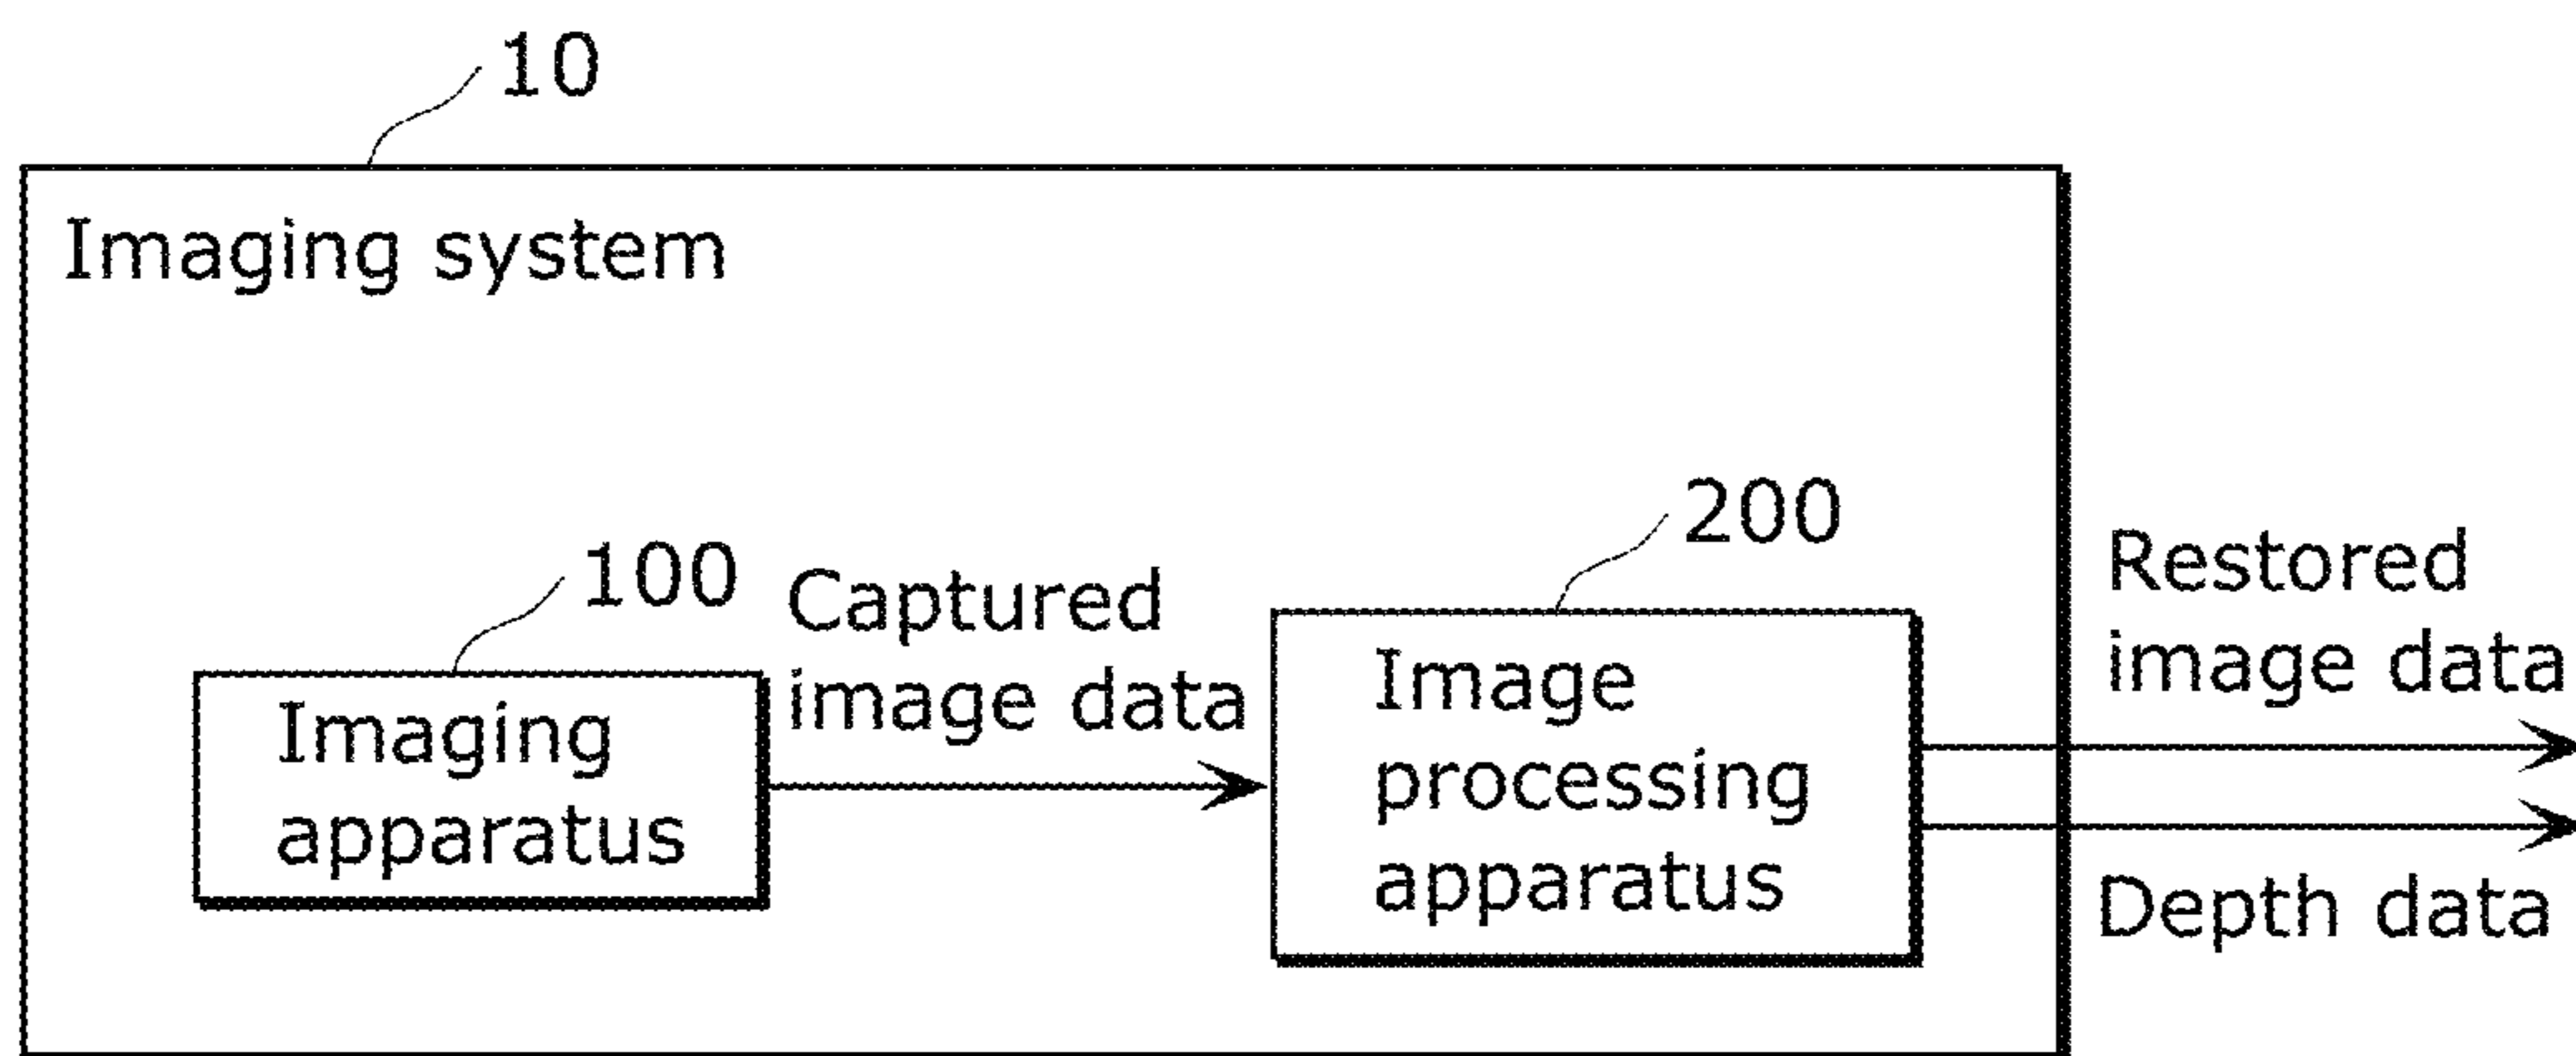 10
Imaging system
100
Captured
image data
Imaging
apparatus
200
Image
processing
apparatus
Restored
image data
Depth data